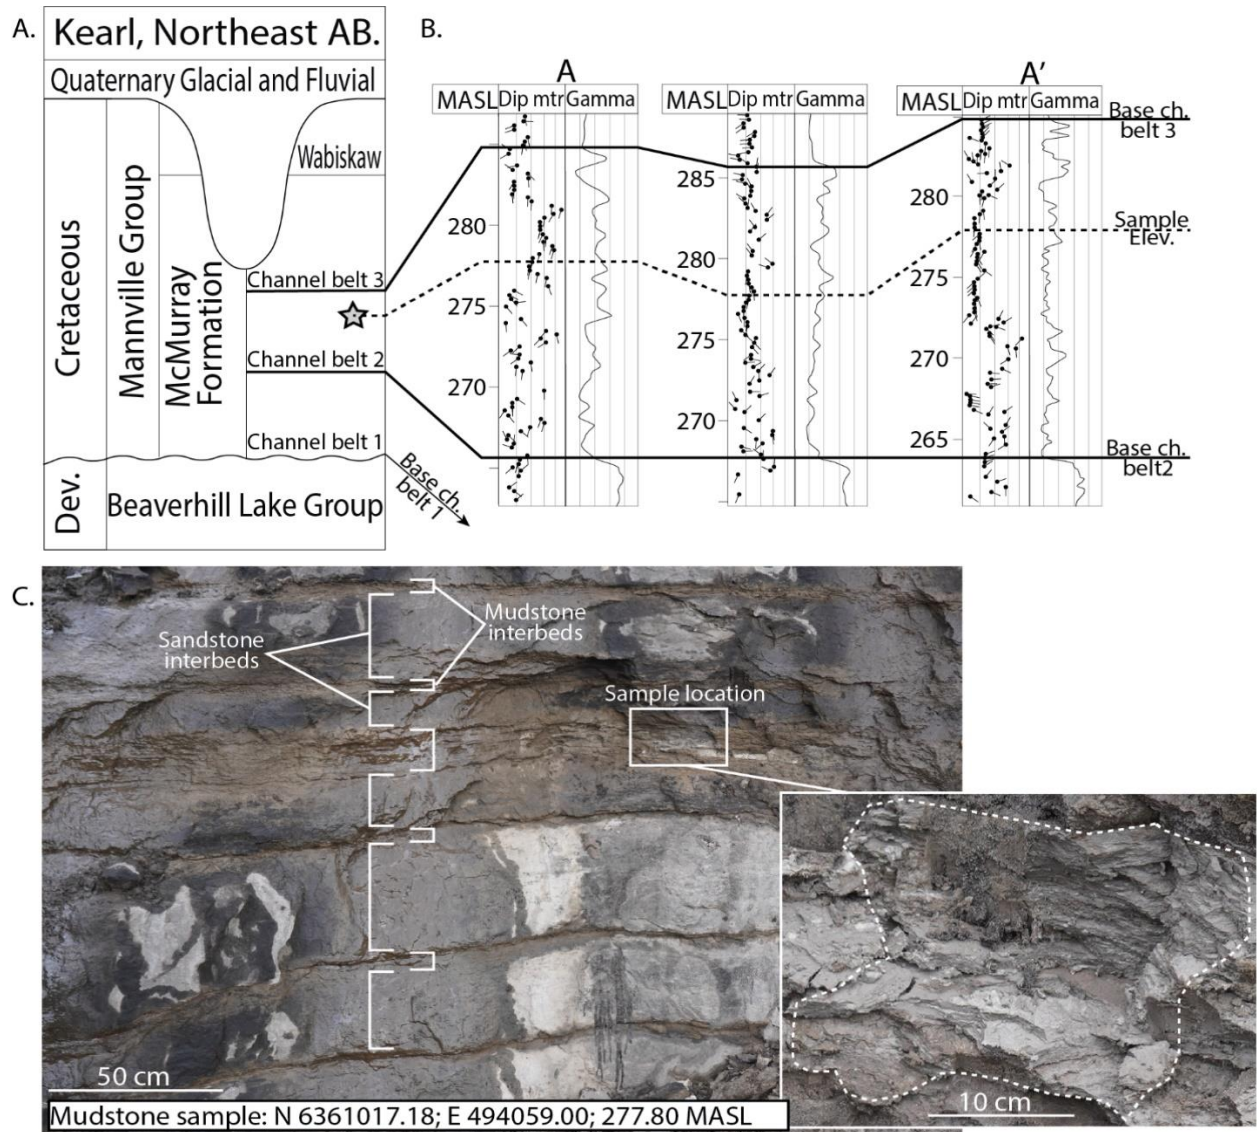 A.
Kearl, Northeast AB.
Quaternary Glacial and Fluvial
Cretaceous
Mannville Group
McMurray
Formation
Wabiskaw
Channel belt 3
Channel belt 2
Channel belt 1
Dev.
Beaverhill Lake Group
Base ch.
belt 1
B.
A
A'
MASL Dip mtr Gamma
280
275
270
MASL Dip mtr Gamma
285
280
275
270
MASL Dip mtr Gamma
280
275
270
265
Base ch.
belt 3
Sample
Elev.
Base ch.
belt2
C.
Sandstone
interbeds
Mudstone
interbeds
Sample location
50 cm
10 cm
Mudstone sample: N 6361017.18; E 494059.00; 277.80 MASL